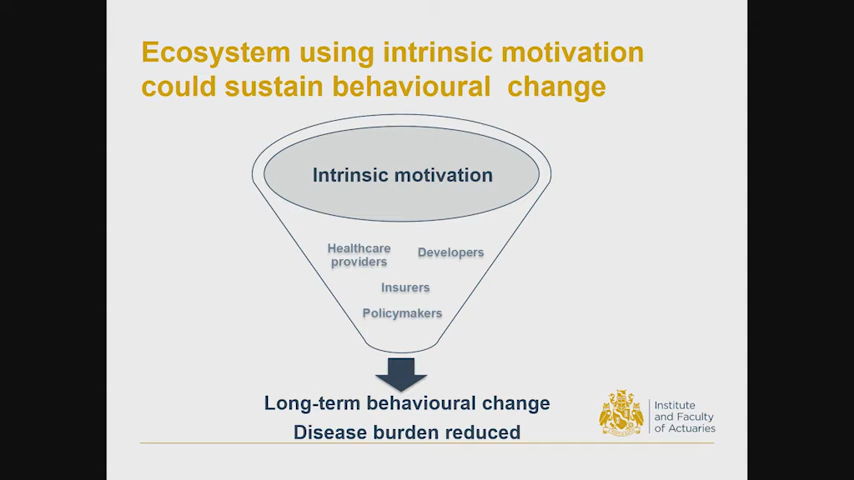 Ecosystem using intrinsic motivation
could sustain behavioural change
Intrinsic motivation
Healthcare
providers
Developers
Insurers
Policymakers
Long-term behavioural change
Disease burden reduced
Institute
and Faculty
of Actuaries